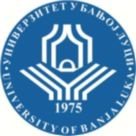 УНИВЕРЗИТЕТ У БАЊОЈ ЛУЦИ
UNIVERSITY OF BANJA LUKA
1975